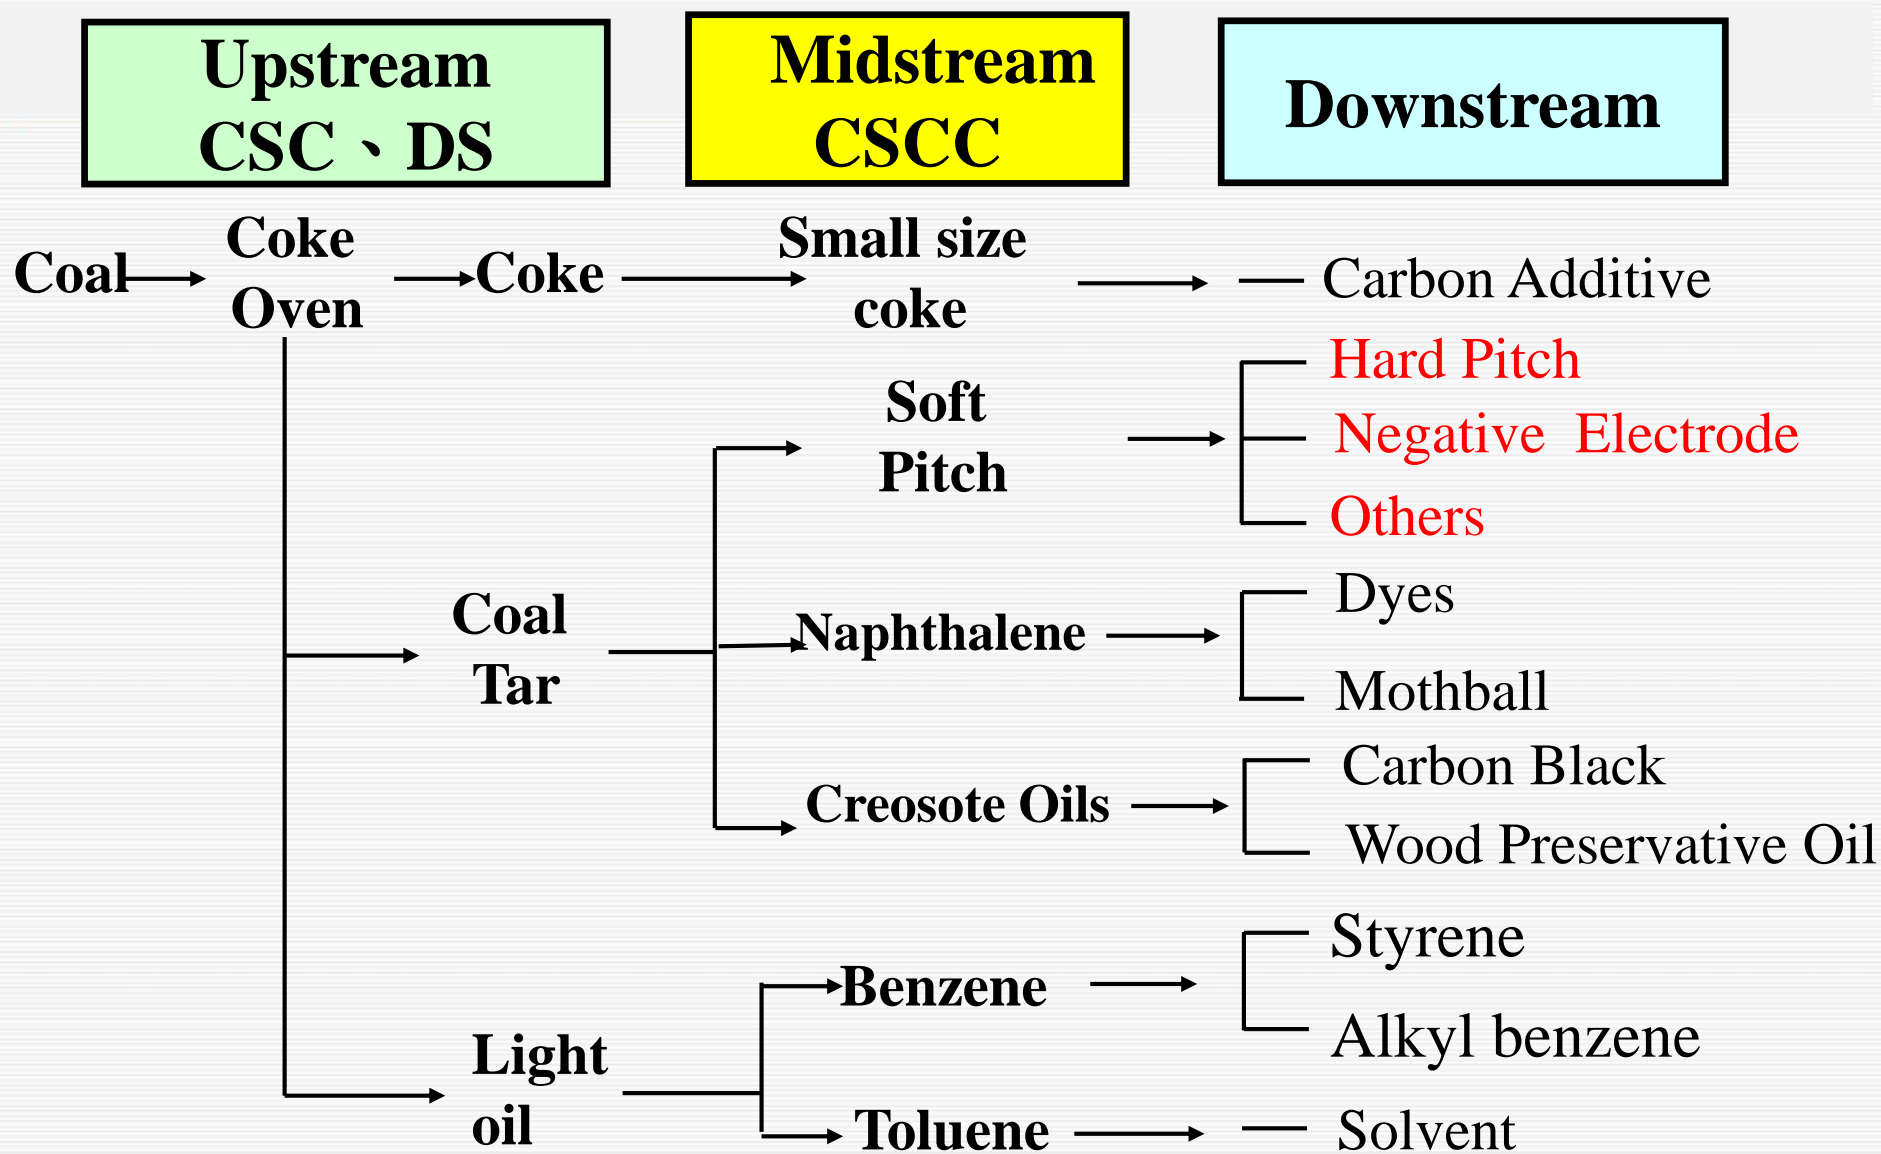 Upstream
CSC、DS
Midstream
CSCC
Downstream
Coal
Coke
Oven
Coke
Small size
coke
Carbon Additive
Soft
Pitch
Hard Pitch
Negative Electrode
Others
Coal
Tar
Naphthalene
Dyes
Mothball
Creosote Oils
Carbon Black
Wood Preservative Oil
Light
oil
Benzene
Styrene
Alkyl benzene
Toluene
Solvent